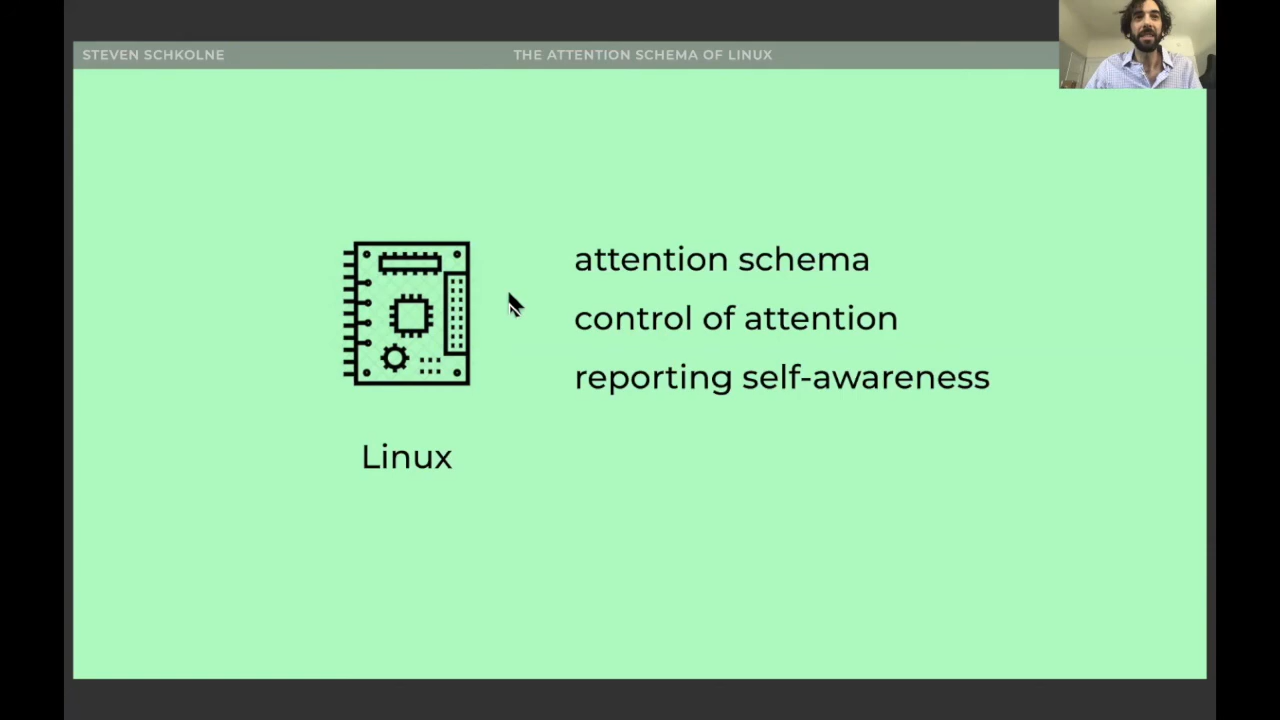 STEVEN SCHKOLNE
THE ATTENTION SCHEMA OF LINUX
attention schema
control of attention
reporting self-awareness
Linux